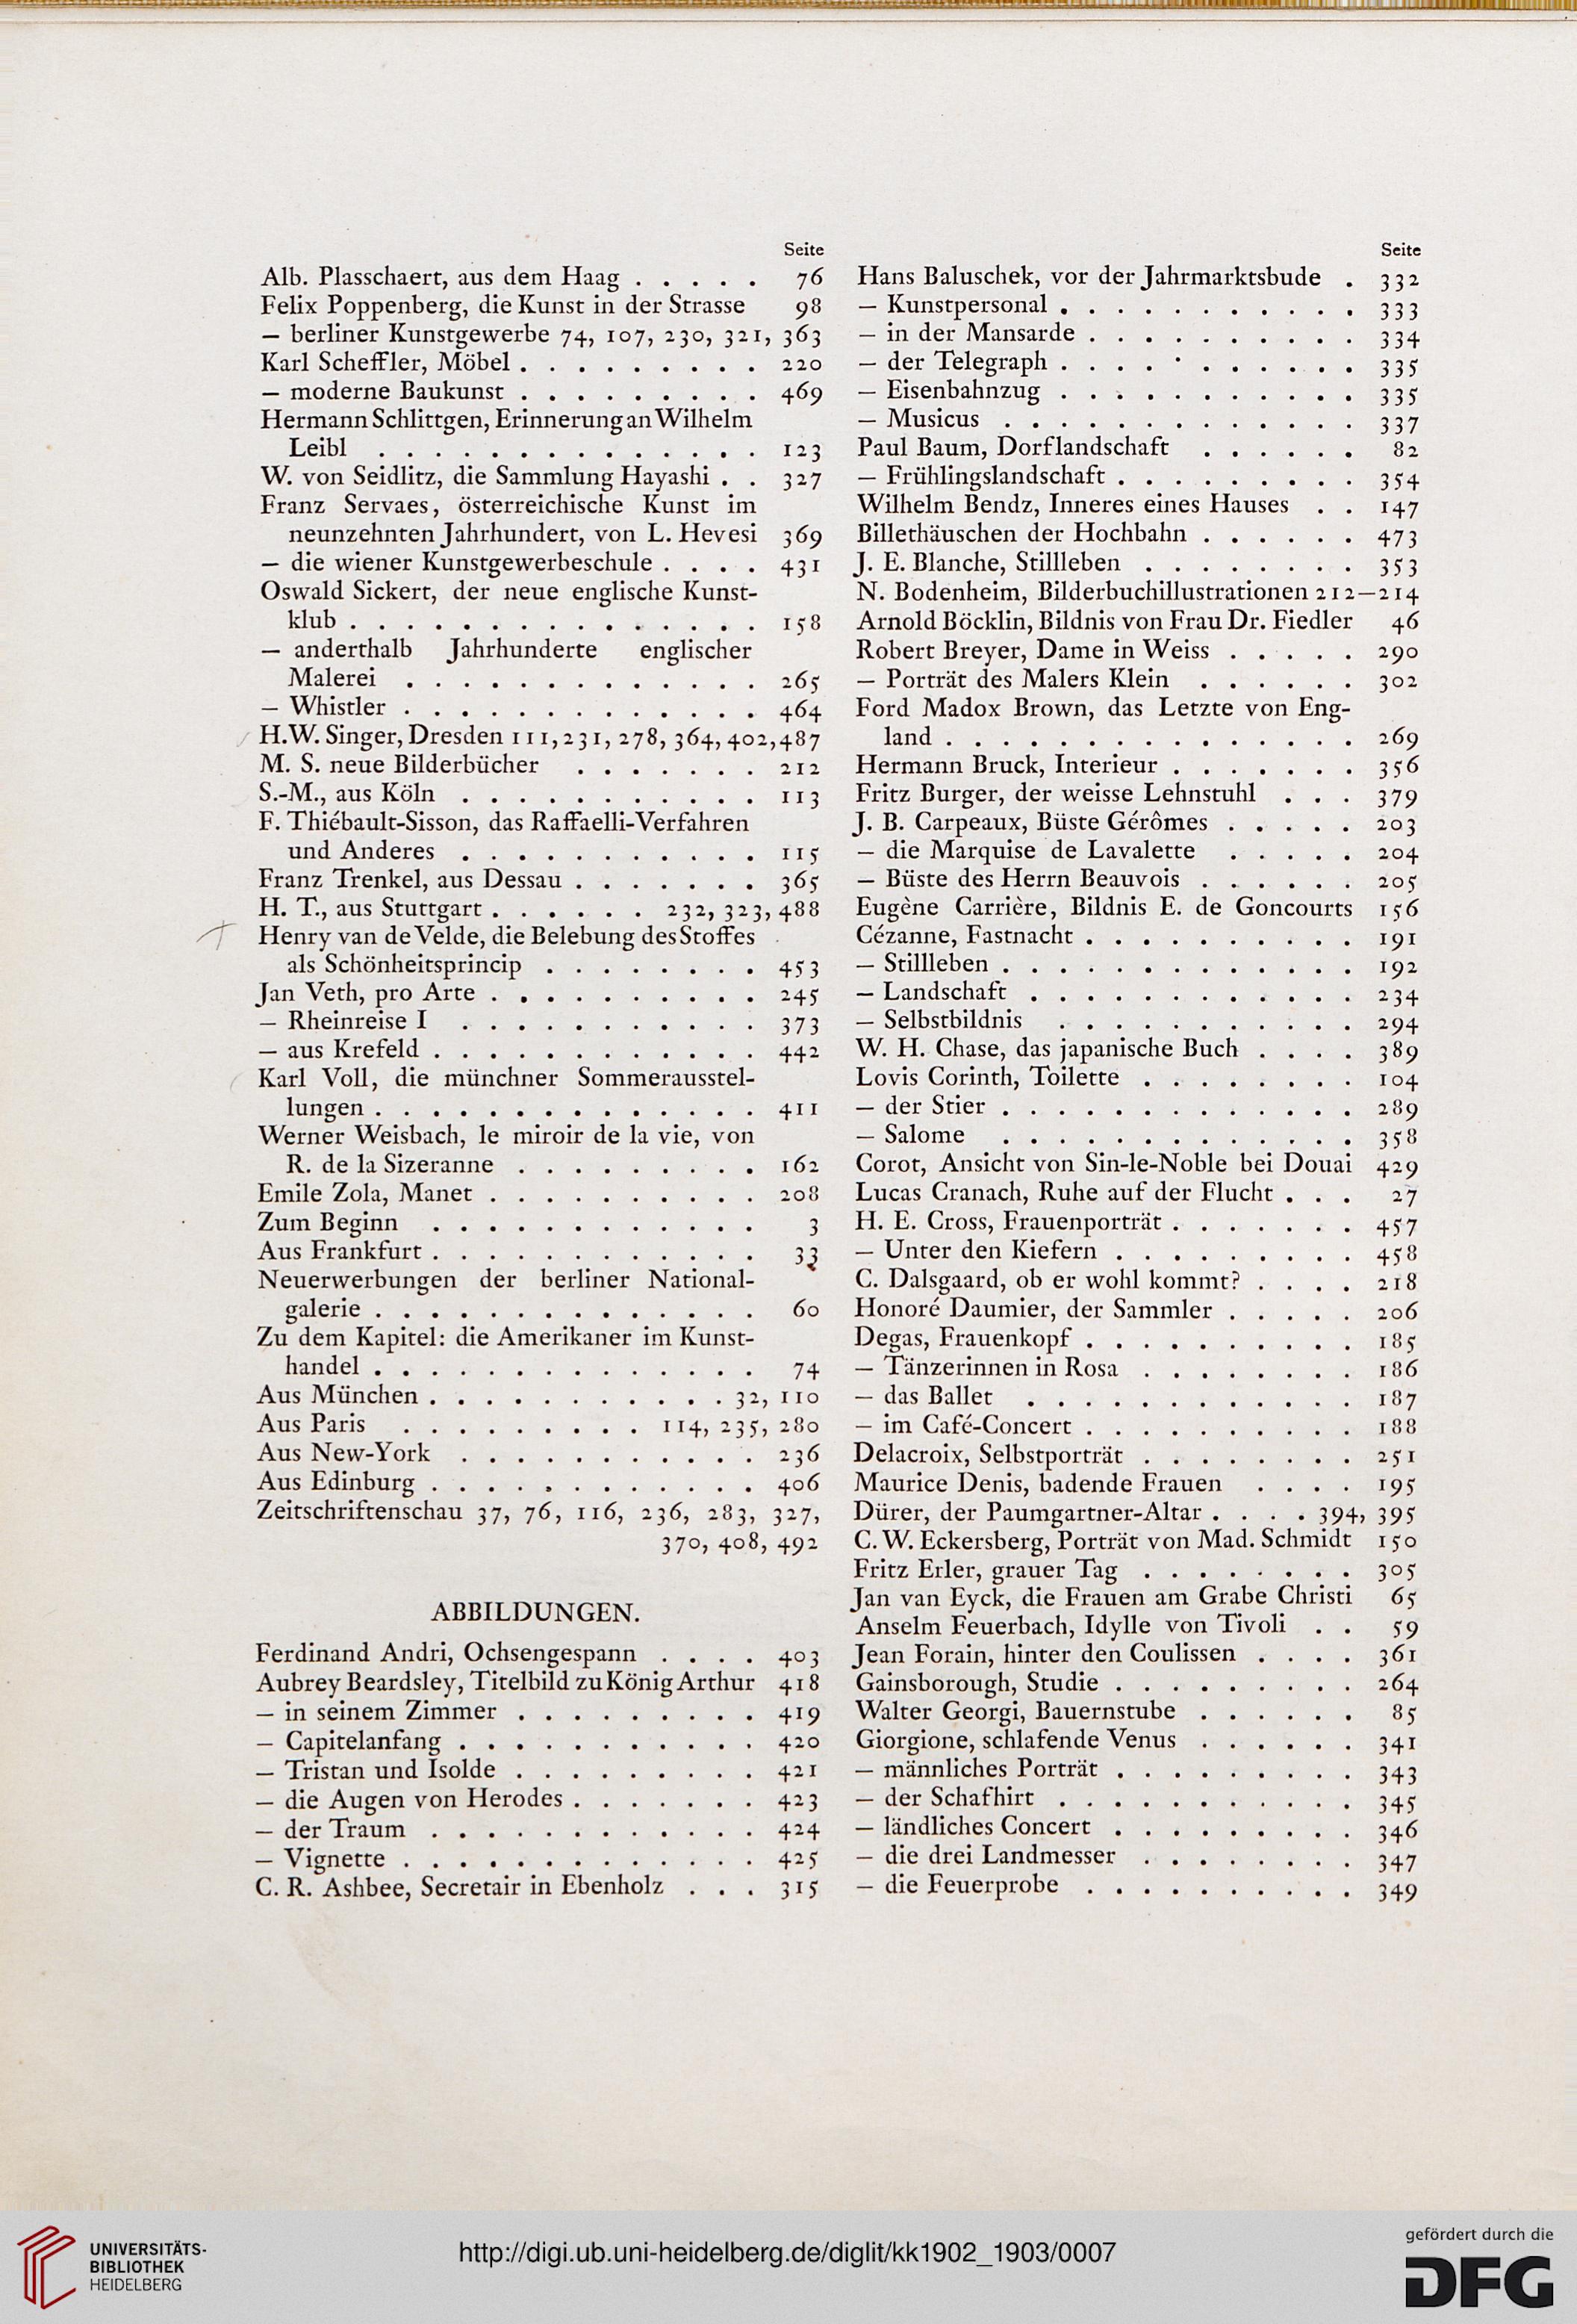 Seite
Alb. Plasschaert, aus dem Haag . . . . . 76
Felix Poppenberg, die Kunst in der Strasse 98
— berliner Kunstgewerbe 74, 107, 230, 321, 363
Karl Scheffler, Möbel . . . . . . . . . 220
— moderne Baukunst . . . . . . . . . 469
Hermann Schlittgen, Erinnerung an Wilhelm
Leibl . . . . . . . . . . . . . . 123
W. von Seidlitz, die Sammlung Hayashi . . 327
Franz Servaes, österreichische Kunst im
neunzehnten Jahrhundert, von L. Hevesi 369
— die wiener Kunstgewerbeschule . . . . 431
Oswald Sickert, der neue englische Kunst-
klub . . . . . . . . . . . . . . . 158
— anderthalb Jahrhunderte englischer
Malerei . . . . . . . . . . . . . 265
— Whistler . . . . . . . . . . . . . 464
H. W. Singer, Dresden 111, 231, 278, 364, 402, 487
M. S. neue Bilderbücher . . . . . . . 212
S.-M., aus Köln . . . . . . . . . . . 113
F. Thiébault-Sisson, das Raffaelli-Verfahren
und Anderes . . . . . . . . . . . 115
Franz Trenkel, aus Dessau . . . . . . . 365
H. T., aus Stuttgart . . . . . . 232, 323, 488
Henry van de Velde, die Belebung des Stoffes
als Schönheitsprincip . . . . . . . . 453
Jan Veth, pro Arte . . . . . . . . . . 245
— Rheinreise I . . . . . . . . . . . 373
— aus Krefeld . . . . . . . . . . . . 442
Karl Voll, die münchner Sommerausstel-
lungen . . . . . . . . . . . . . . 411
Werner Weisbach, le miroir de la vie, von
R. de la Sizeranne . . . . . . . . . 162
Emile Zola, Manet . . . . . . . . . . 208
Zum Beginn . . . . . . . . . . . . 3
Aus Frankfurt . . . . . . . . . . . . 33
Neuerwerbungen der berliner National-
galerie . . . . . . . . . . . . . . 60
Zu dem Kapitel: die Amerikaner im Kunst-
handel . . . . . . . . . . . . . . 74
Aus München . . . . . . . . . . . 32, 110
Aus Paris . . . . . . . . . 114, 235, 280
Aus New-York . . . . . . . . . . . 236
Aus Edinburg . . . . . . . . . . . . 406
Zeitschriftenschau 37, 76, 116, 236, 283, 327,
370, 408, 492
ABBILDUNGEN.
Ferdinand Andri, Ochsengespann . . . . 403
Aubrey Beardsley, Titelbild zu König Arthur 418
— in seinem Zimmer . . . . . . . . . 419
— Capitelanfang . . . . . . . . . . . 420
— Tristan und Isolde . . . . . . . . . 421
— die Augen von Herodes . . . . . . . 423
— der Traum . . . . . . . . . . . . 424
— Vignette . . . . . . . . . . . . . 425
C. R. Ashbee, Secretair in Ebenholz . . . 315
Seite
Hans Baluschek, vor der Jahrmarktsbude . 332
— Kunstpersonal . . . . . . . . . . . 333
— in der Mansarde . . . . . . . . . . 334
— der Telegraph . . . . . . . . . . . 335
— Eisenbahnzug . . . . . . . . . . . 335
— Musicus . . . . . . . . . . . . . 337
Paul Baum, Dorflandschaft . . . . . . 82
— Frühlingslandschaft . . . . . . . . . 354
Wilhelm Bendz, Inneres eines Hauses . . 147
Billethäuschen der Hochbahn . . . . . . 473
J. E. Blanche, Stillleben . . . . . . . . 353
N. Bodenheim, Bilderbuchillustrationen 212—214
Arnold Böcklin, Bildnis von Frau Dr. Fiedler 46
Robert Breyer, Dame in Weiss . . . . . 290
— Porträt des Malers Klein . . . . . . 302
Ford Madox Brown, das Letzte von Eng-
land . . . . . . . . . . . . . . . 269
Hermann Bruck, Interieur . . . . . . . 356
Fritz Burger, der weisse Lehnstuhl . . . 379
J. B. Carpeaux, Büste Gérômes . . . . . 203
— die Marquise de Lavalette . . . . . 204
— Büste des Herrn Beauvois . . . . . . 205
Eugène Carrière, Bildnis E. de Goncourts 156
Cézanne, Fastnacht . . . . . . . . . . 191
— Stillleben . . . . . . . . . . . . . 192
— Landschaft . . . . . . . . . . . . 234
— Selbstbildnis . . . . . . . . . . . 294
W. H. Chase, das japanische Buch . . . . 389
Lovis Corinth, Toilette . . . . . . . . 104
— der Stier . . . . . . . . . . . . . 289
— Salome . . . . . . . . . . . . . 358
Corot, Ansicht von Sin-le-Noble bei Douai 429
Lucas Cranach, Ruhe auf der Flucht . . . 27
H. E. Cross, Frauenporträt . . . . . . . 457
— Unter den Kiefern . . . . . . . . . 458
C. Dalsgaard, ob er wohl kommt? . . . . 218
Honoré Daumier, der Sammler . . . . . 206
Degas, Frauenkopf . . . . . . . . . . 185
— Tänzerinnen in Rosa . . . . . . . . 186
— das Ballet . . . . . . . . . . . . 187
— im Café-Concert . . . . . . . . . . 188
Delacroix, Selbstporträt . . . . . . . . 251
Maurice Denis, badende Frauen . . . . 195
Dürer, der Paumgartner-Altar . . . . 394, 395
C. W. Eckersberg, Porträt von Mad. Schmidt 150
Fritz Erler, grauer Tag . . . . . . . . 305
Jan van Eyck, die Frauen am Grabe Christi 65
Anselm Feuerbach, Idylle von Tivoli . . 59
Jean Forain, hinter den Coulissen . . . . 361
Gainsborough, Studie . . . . . . . . . 264
Walter Georgi, Bauernstube . . . . . . 85
Giorgione, schlafende Venus . . . . . . 341
— männliches Porträt . . . . . . . . . 343
— der Schafhirt . . . . . . . . . . . 345
— ländliches Concert . . . . . . . . . 346
— die drei Landmesser . . . . . . . . 347
— die Feuerprobe . . . . . . . . . . 349
UNIVERSITÄTS-
BIBLIOTHEK
HEIDELBERG
http://digi.ub.uni-heidelberg.de/diglit/kk1902_1903/0007
gefördert durch die
DFG